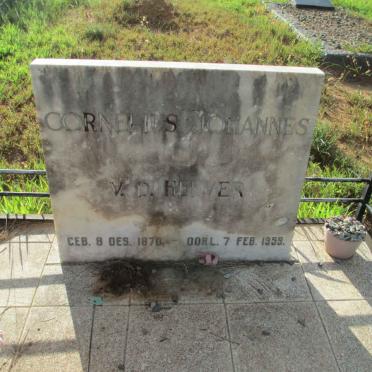 CORNELIUS JOHANNES
V.D. HEEVER
GEB. 8 DES. 1870. — OORL. 7 FEB. 1959.